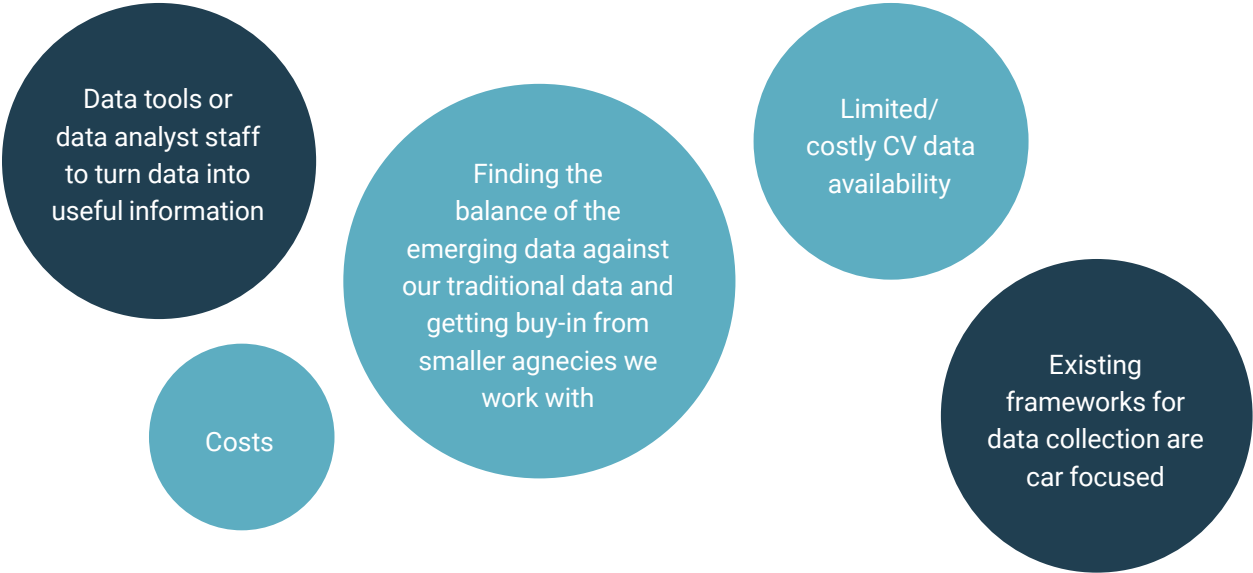 Data tools or
data analyst staff
to turn data into
useful information
Finding the
balance of the
emerging data against
our traditional data and
getting buy-in from
smaller agnecies we
work with
Limited/
costly CV data
availability
Costs
Existing
frameworks for
data collection are
car focused